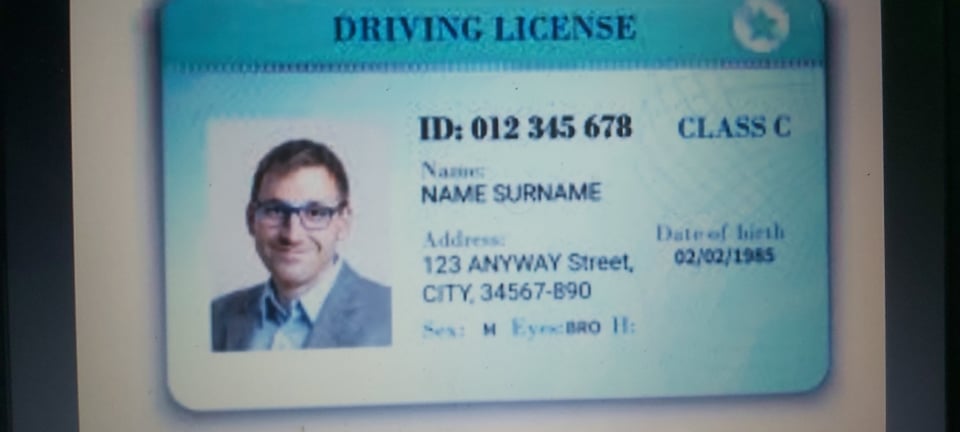 DRIVING LICENSE
ID: 012 345 678 CLASS C
Name:
NAME SURNAME
Address:
123 ANYWAY Street,
CITY, 34567-B90
Date of birth
02/02/1985
Sex: M Eyes: BRO H: